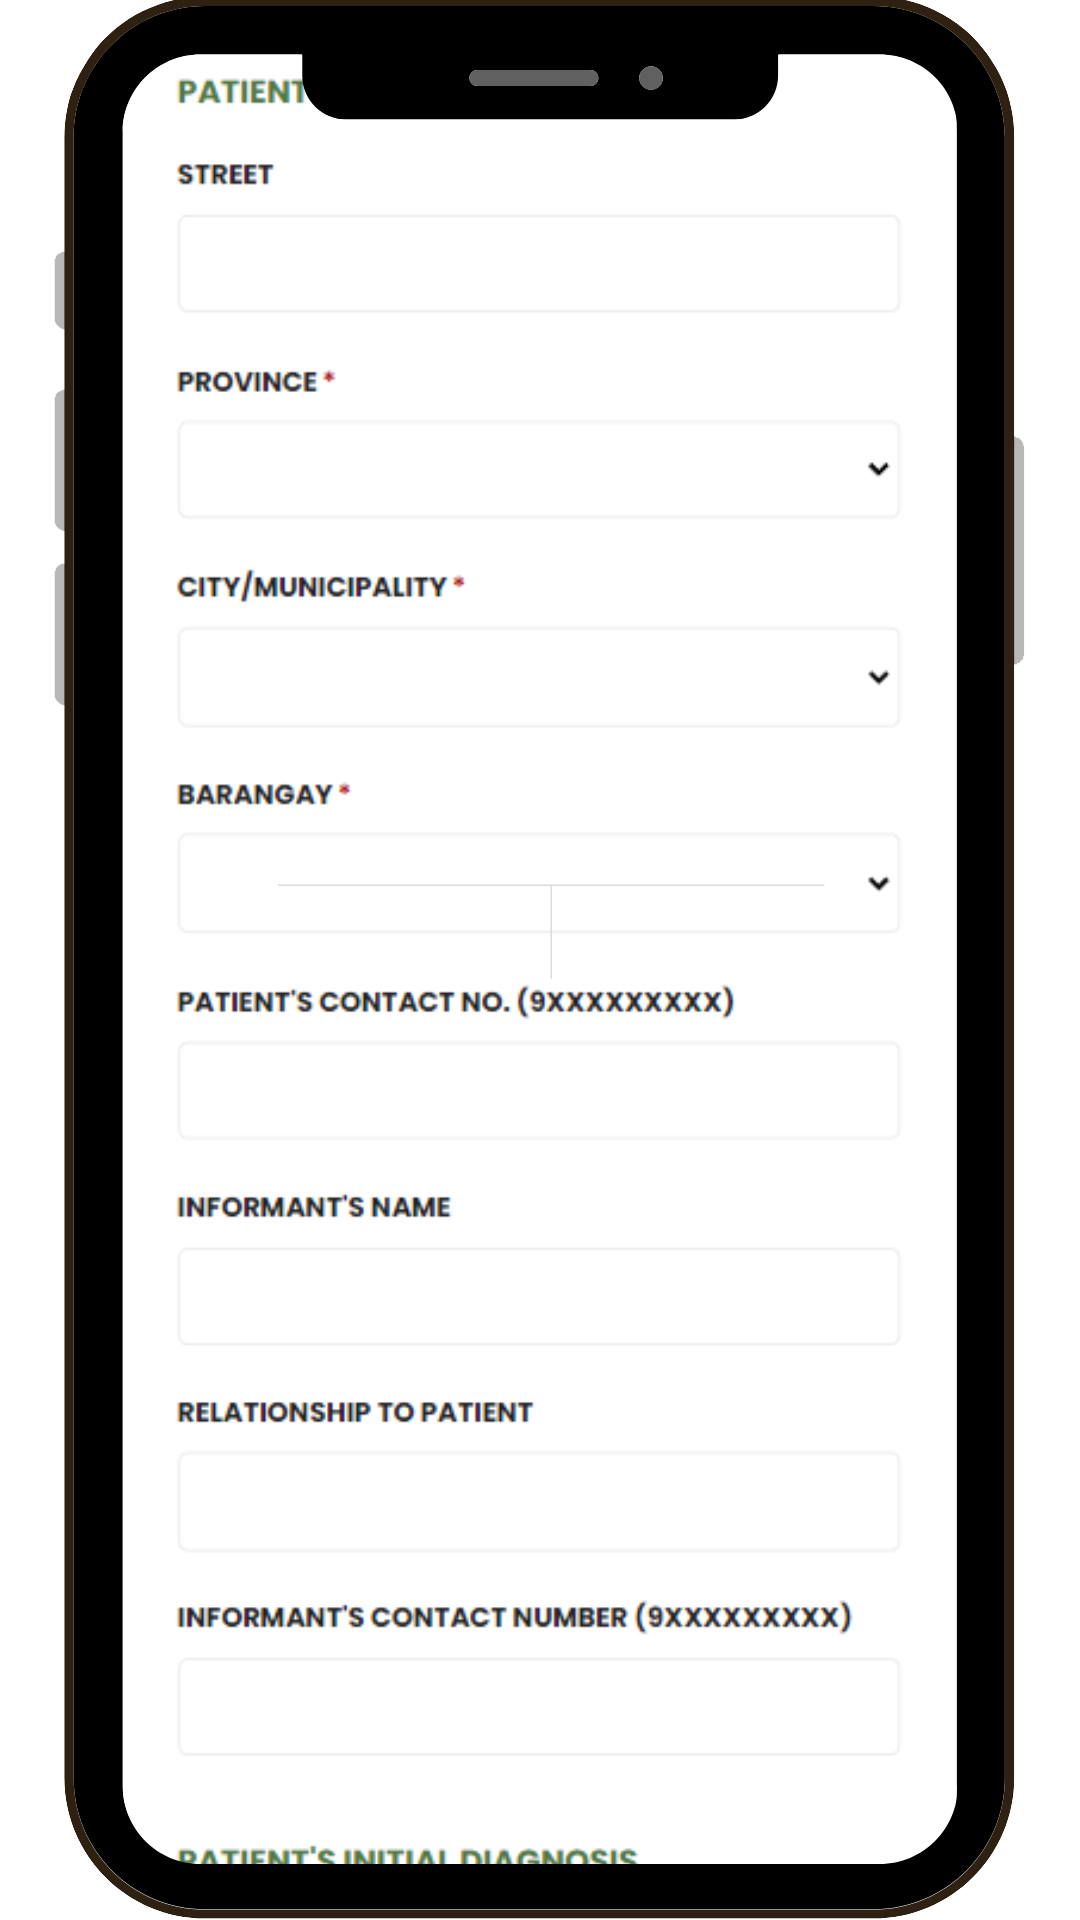 PATIENT
STREET
PROVINCE *
CITY/MUNICIPALITY *
BARANGAY *
PATIENT'S CONTACT NO. (9XXXXXXXXX)
INFORMANT'S NAME
RELATIONSHIP TO PATIENT
INFORMANT'S CONTACT NUMBER (9XXXXXXXXX)
PATIENT'S INITIAL DIAGNOSIS